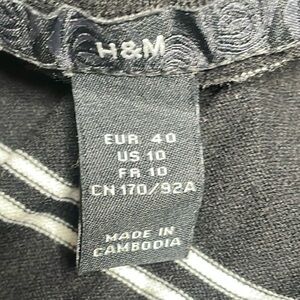 H&M
EUR 40
US 10
FR 10
CN 170/92A
MADE IN
CAMBODIA